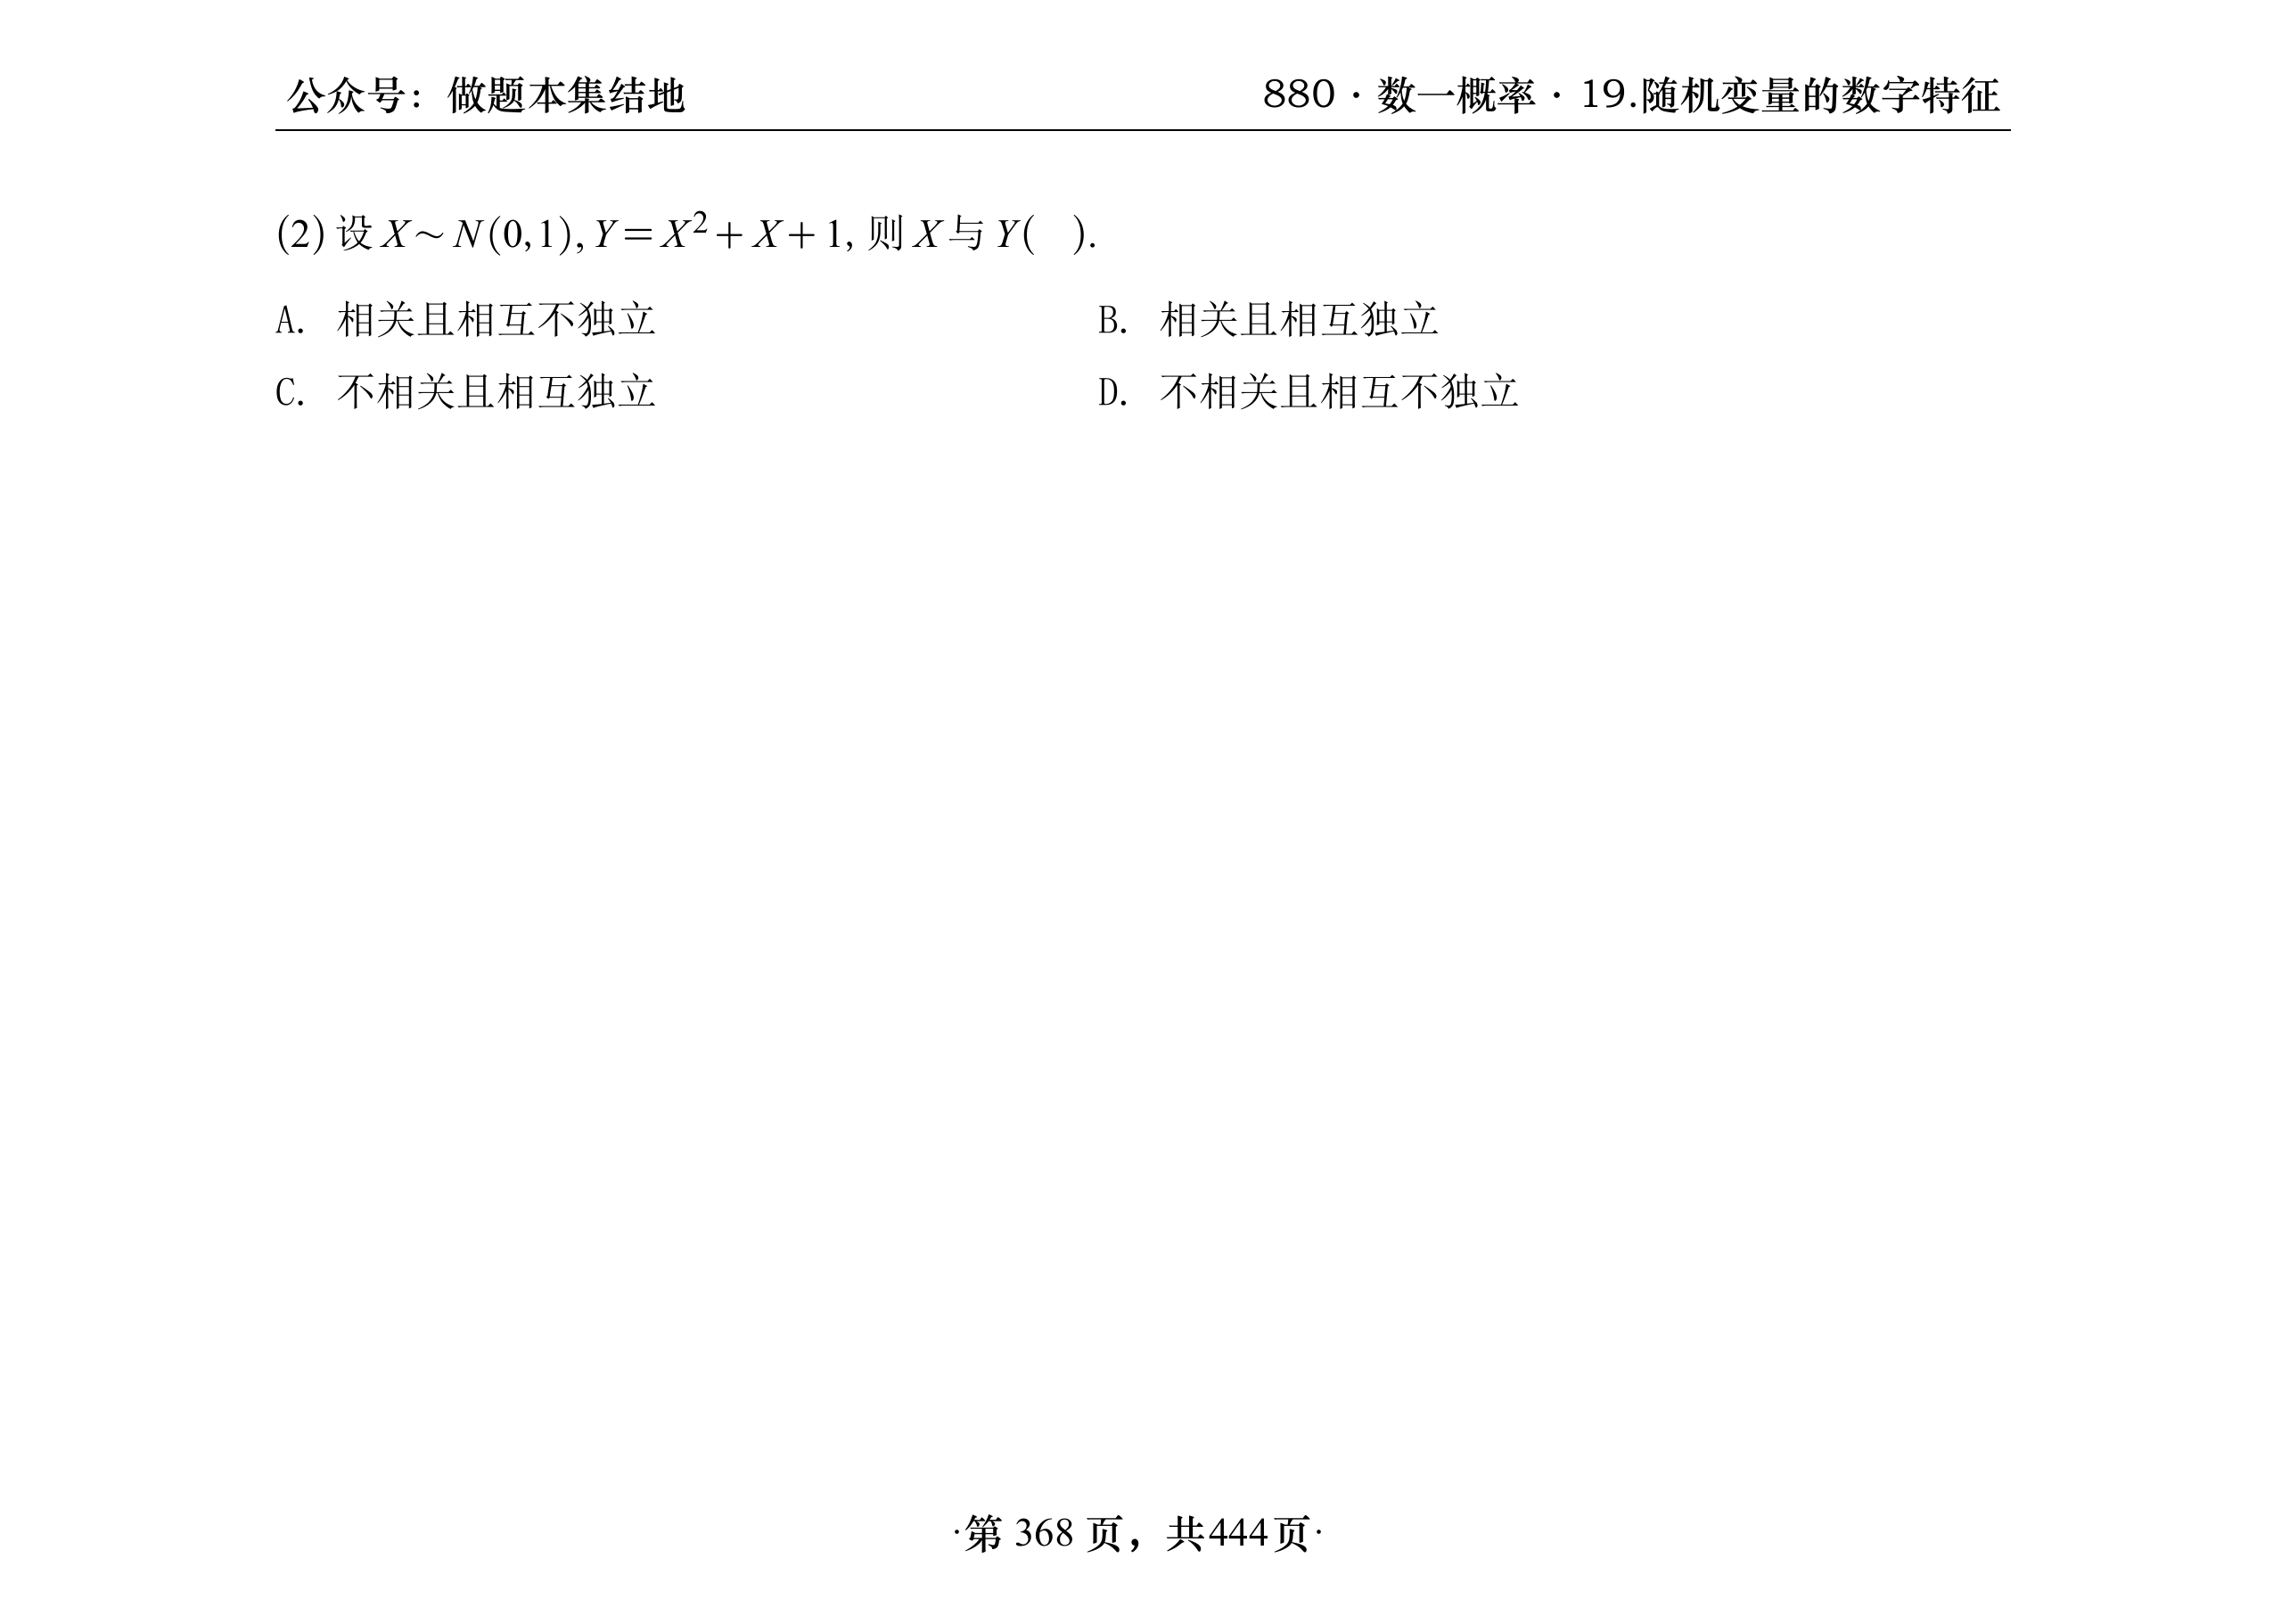 公众号：做题本集结地
880·数一概率·19.随机变量的数字特征
(2) 设 X~N(0,1), Y=X²+X+1, 则 X 与 Y(  ).
A. 相关且相互不独立
B. 相关且相互独立
C. 不相关且相互独立
D. 不相关且相互不独立
·第 368 页，共444页·